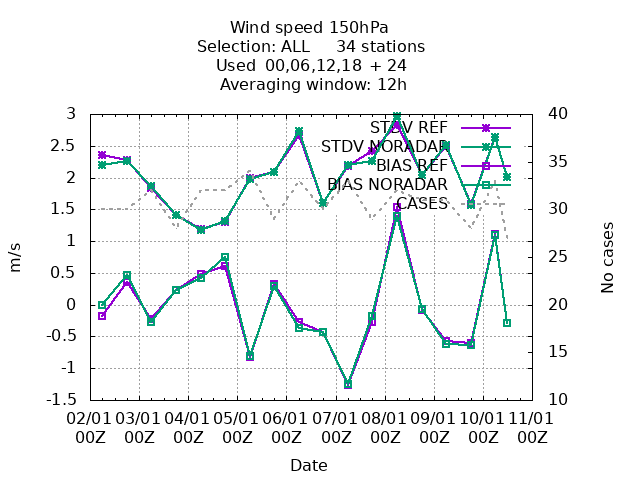 Wind speed 150hPa
Selection: ALL 34 stations
Used 00,06,12,18 + 24
Averaging window: 12h
3
2.5
2
1.5
1
0.5
0
-0.5
-1
-1.5
m/s
STDV REF
STDV NORADAR
BIAS REF
BIAS NORADAR
CASES
40
35
30
25
20
15
10
No cases
02/01 03/01 04/01 05/01 06/01 07/01 08/01 09/01 10/01 11/01
00Z 00Z 00Z 00Z 00Z 00Z 00Z 00Z 00Z 00Z
Date